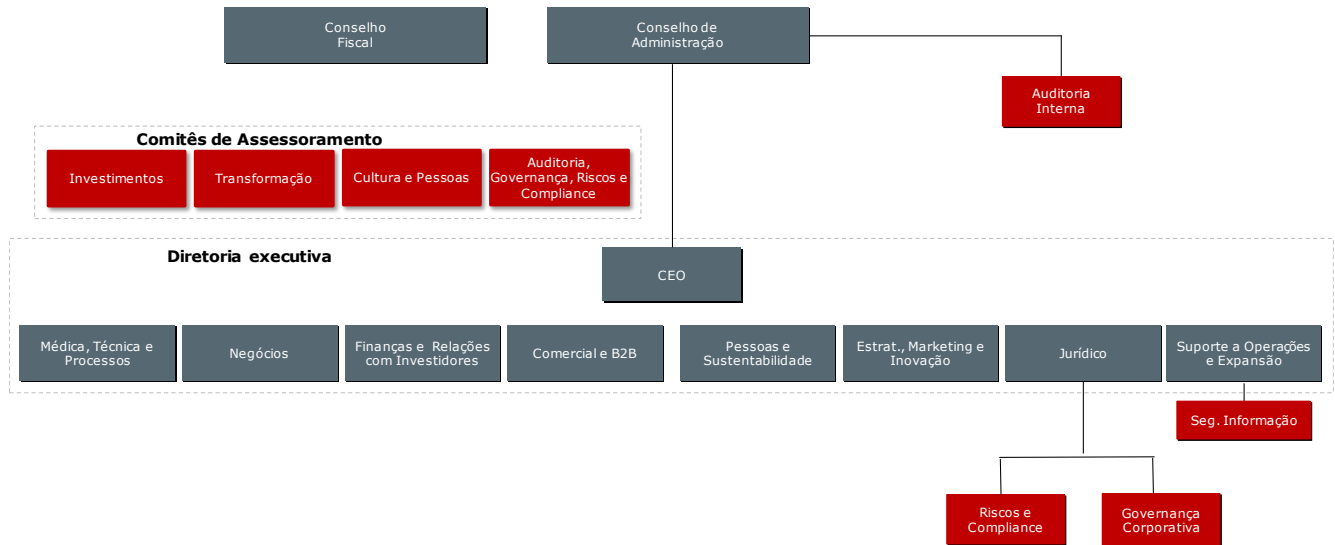 Conselho
Fiscal
Conselho de
Administração
Auditoria
Interna
Comitês de Assessoramento
Investimentos
Transformação
Cultura e Pessoas
Auditoria,
Governança, Riscos e
Compliance
Diretoria executiva
CEO
Médica, Técnica e
Processos
Negócios
Finanças e Relações
com Investidores
Comercial e B2B
Pessoas e
Sustentabilidade
Estrat., Marketing e
Inovação
Jurídico
Suporte a Operações
e Expansão
Seg. Informação
Riscos e
Compliance
Governança
Corporativa